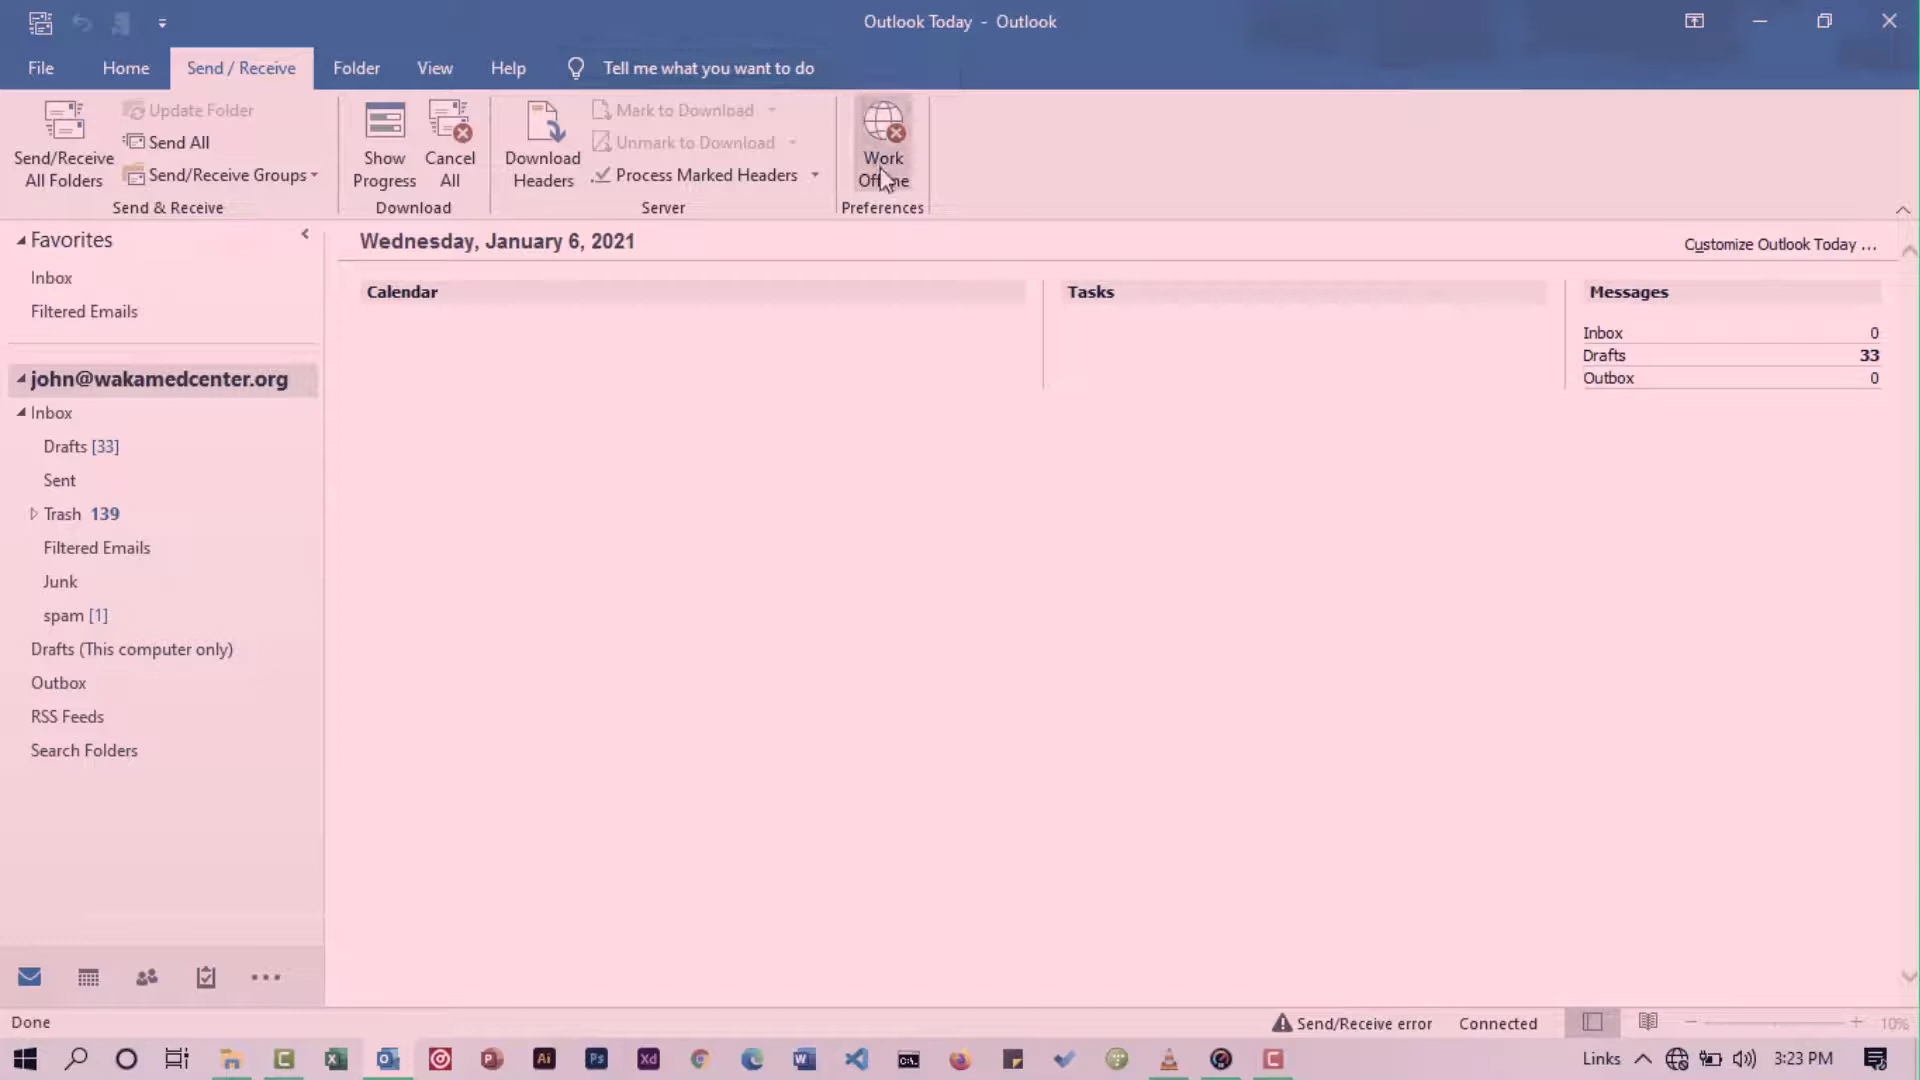 Outlook Today - Outlook
File Home Send / Receive Folder View Help Tell me what you want to do
Send/Receive All Folders
Update Folder
Send All
Send/Receive Groups
Send & Receive
Show Progress
Cancel All
Download
Download Headers
Mark to Download
Unmark to Download
Process Marked Headers
Server
Work Offline
Preferences
Favorites
Inbox
Filtered Emails
john@wakamedcenter.org
Inbox
Drafts [33]
Sent
Trash 139
Filtered Emails
Junk
spam [1]
Drafts (This computer only)
Outbox
RSS Feeds
Search Folders
Wednesday, January 6, 2021
Customize Outlook Today ...
Calendar
Tasks
Messages
Inbox 0
Drafts 33
Outbox 0
Done
Send/Receive error Connected
10%
Ai Ps Xd
Links 3:23 PM